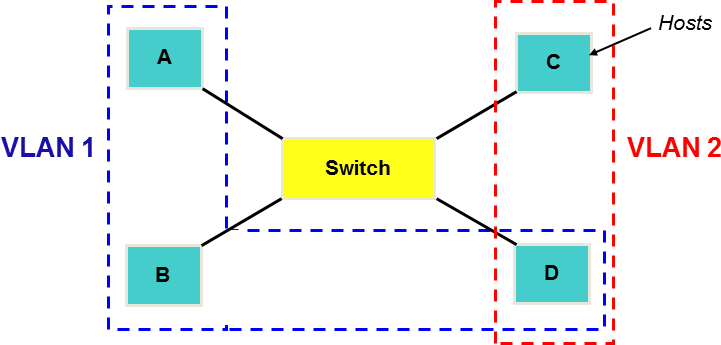 Hosts
A
C
VLAN 1
VLAN 2
Switch
B
D